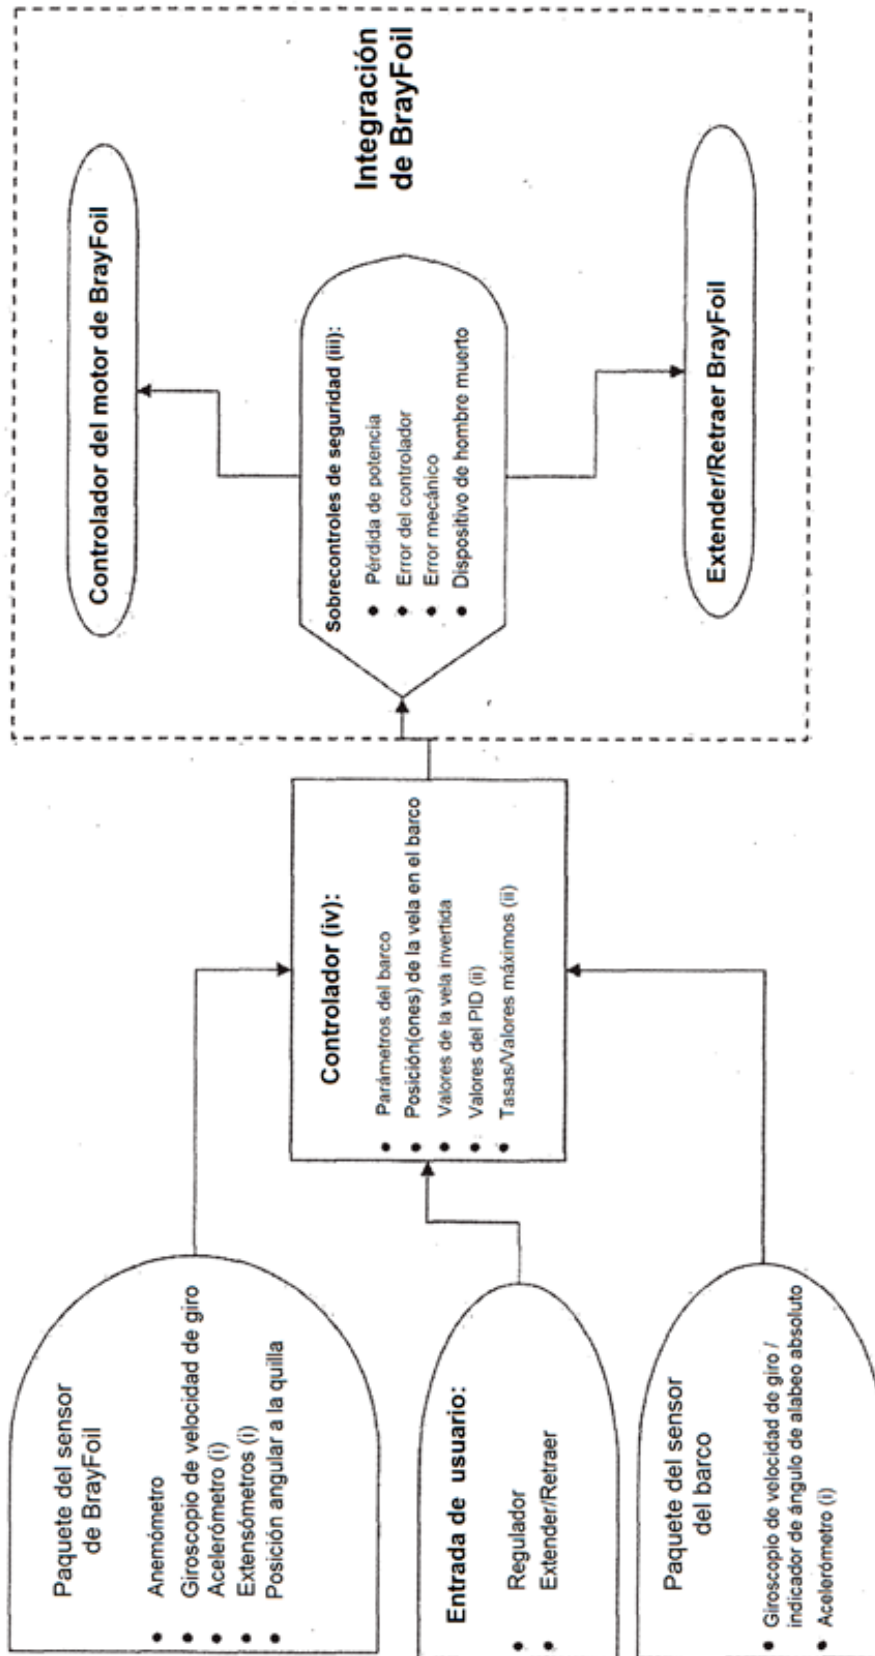 Paquete del sensor
de BrayFoil
● Anemómetro
● Giroscopio de velocidad de giro
● Acelerómetro (i)
● Extensómetros (i)
● Posición angular a la quilla
Entrada de usuario:
● Regulador
● Extender/Retraer
Paquete del sensor
del barco
● Giroscopio de velocidad de giro /
indicador de ángulo de alabeo absoluto
● Acelerómetro (i)
Controlador (iv):
● Parámetros del barco
● Posición(ones) de la vela en el barco
● Valores de la vela invertida
● Valores del PID (ii)
● Tasas/Valores máximos (ii)
Sobrecontroles de seguridad (iii):
● Pérdida de potencia
● Error del controlador
● Error mecánico
● Dispositivo de hombre muerto
Controlador del motor de BrayFoil
Integración
de BrayFoil
Extender/Retraer BrayFoil